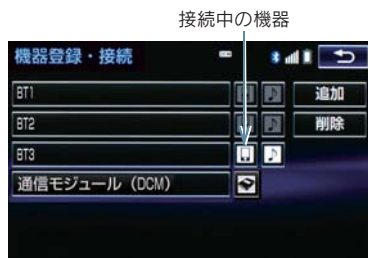 接続中の機器
機器登録・接続
BT1
追加
BT2
削除
BT3
通信モジュール（DCM）